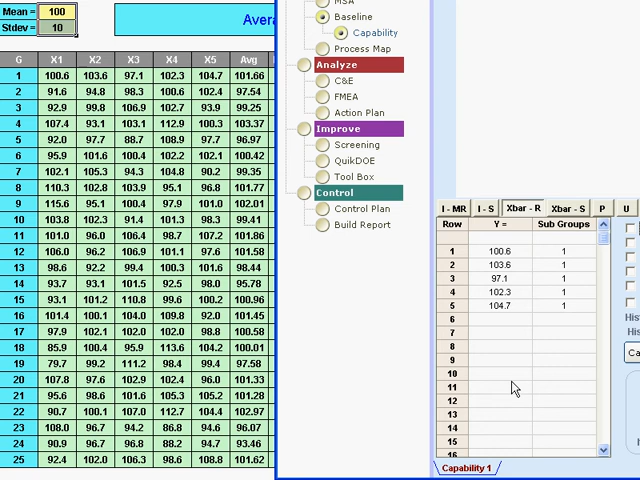 Mean = 100
Stdev = 10
Avera
G X1 X2 X3 X4 X5 Avg
1 100.6 103.6 97.1 102.3 104.7 101.66
2 91.6 94.8 98.3 100.6 102.4 97.54
3 92.9 99.8 106.9 102.7 93.9 99.25
4 107.4 93.1 103.1 112.9 100.3 103.37
5 92.0 97.7 88.7 108.9 97.7 96.97
6 95.9 101.6 100.4 102.2 102.1 100.42
7 102.1 105.3 94.3 104.8 90.2 99.35
8 110.3 102.8 103.9 95.1 96.8 101.77
9 115.6 95.1 100.4 97.9 101.0 102.01
10 103.8 102.3 91.4 101.3 98.3 99.41
11 101.0 96.0 106.4 98.7 107.2 101.86
12 106.0 96.2 106.9 101.1 97.6 101.58
13 98.6 92.2 99.4 100.3 101.6 98.44
14 93.7 93.1 101.5 92.5 98.0 95.78
15 93.1 101.2 110.8 99.6 100.2 100.96
16 101.4 100.1 104.0 109.8 92.0 101.45
17 97.9 102.1 102.0 102.0 98.8 100.58
18 85.9 100.4 95.9 113.6 104.2 100.01
19 79.7 99.2 111.2 98.4 99.4 97.58
20 107.8 97.6 102.9 102.4 96.0 101.33
21 95.6 98.6 101.6 105.3 105.2 101.28
22 90.7 100.1 107.0 112.7 104.4 102.97
23 108.0 96.7 94.2 86.8 94.6 96.07
24 90.9 96.7 96.8 88.2 94.7 93.46
25 92.4 102.0 106.3 98.6 108.8 101.62
MSA
Baseline
Capability
Process Map
Analyze
C&E
FMEA
Action Plan
Improve
Screening
QuikDOE
Tool Box
Control
Control Plan
Build Report
I - MR I - S Xbar - R Xbar - S P U
Row Y = Sub Groups
1 100.6 1
2 103.6 1
3 97.1 1
4 102.3 1
5 104.7 1
6
7
8
9
10
11
12
13
14
15
16
Hist
His
Ca
Capability 1